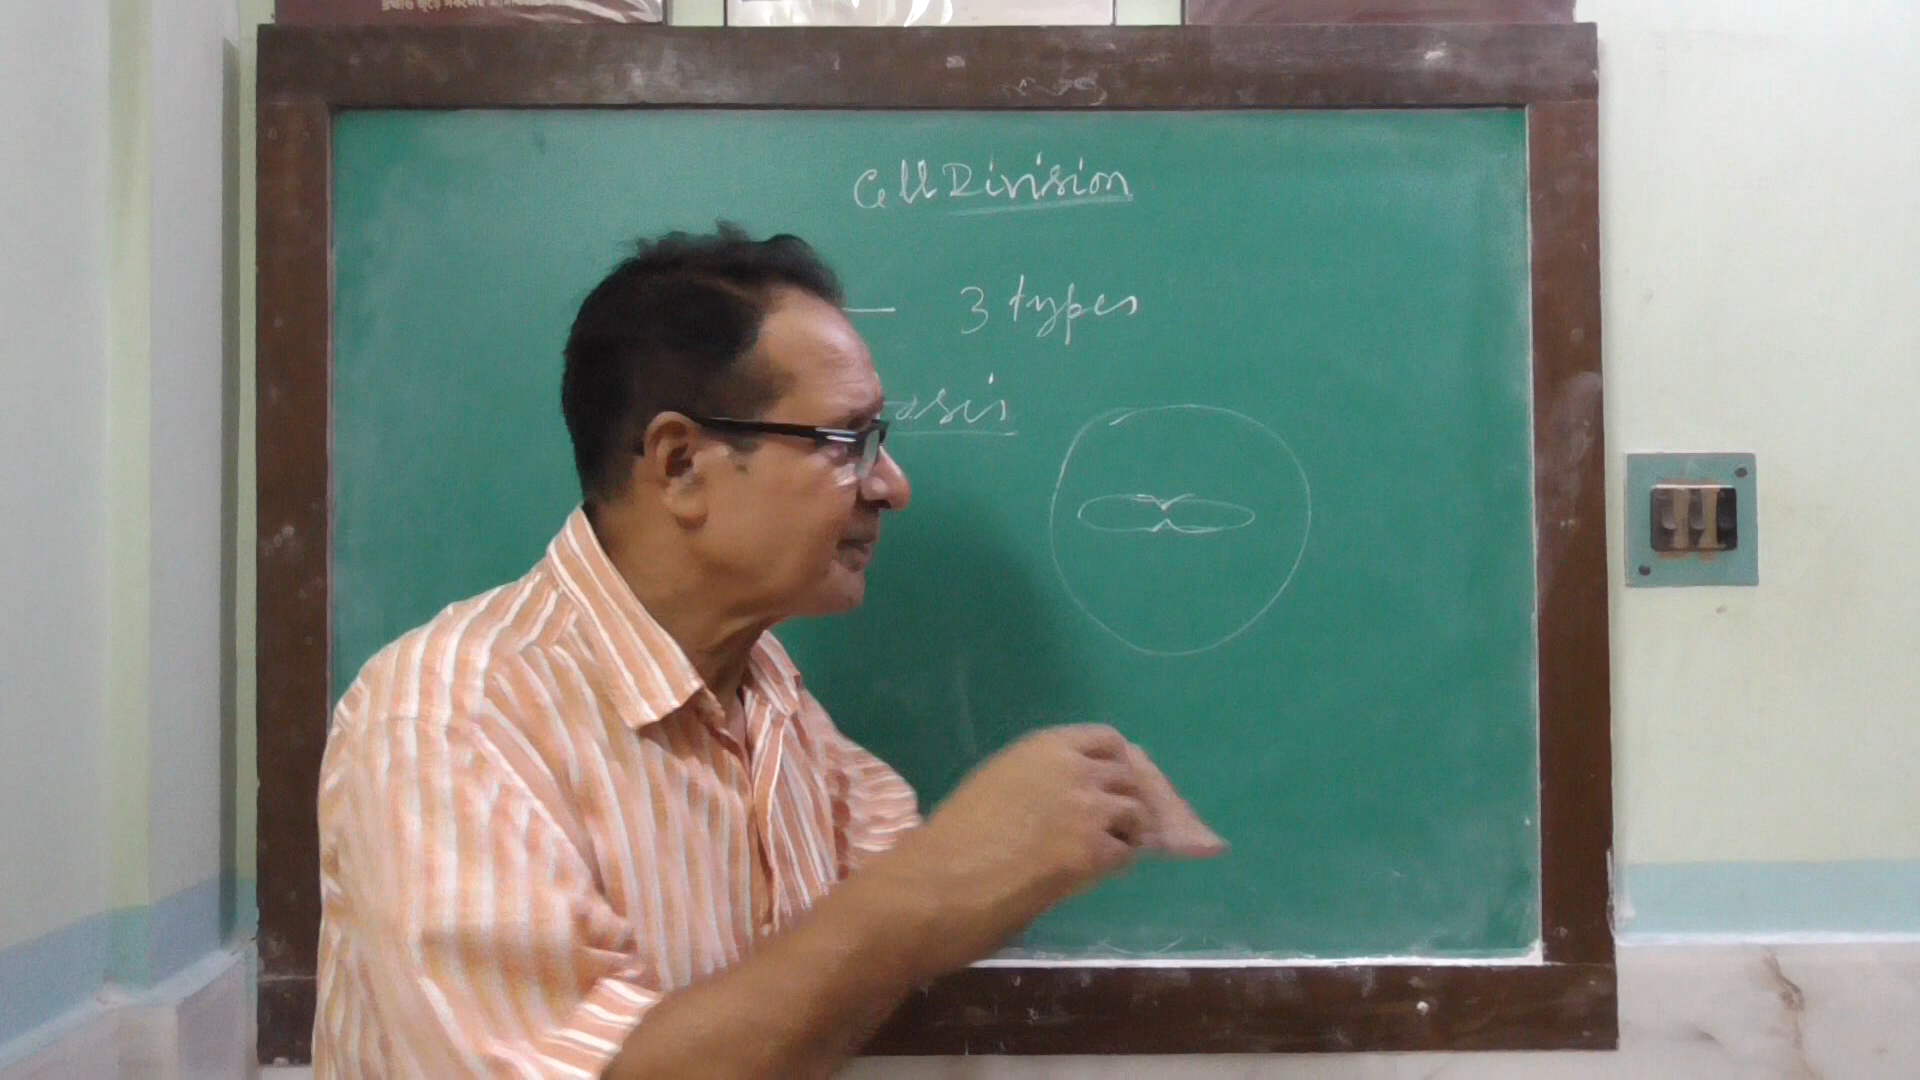 Cell Division
— 3 types
osis